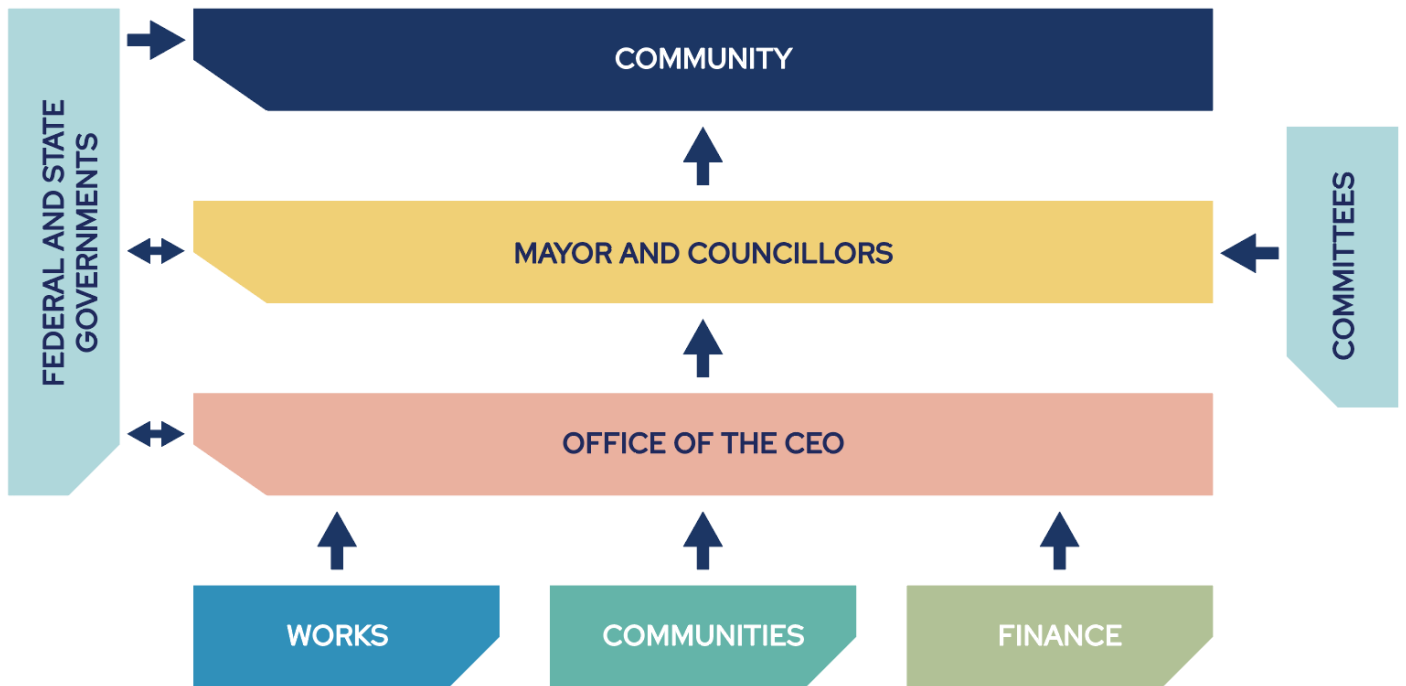 COMMUNITY
FEDERAL AND STATE
GOVERNMENTS
MAYOR AND COUNCILLORS
COMMITTEES
OFFICE OF THE CEO
WORKS
COMMUNITIES
FINANCE